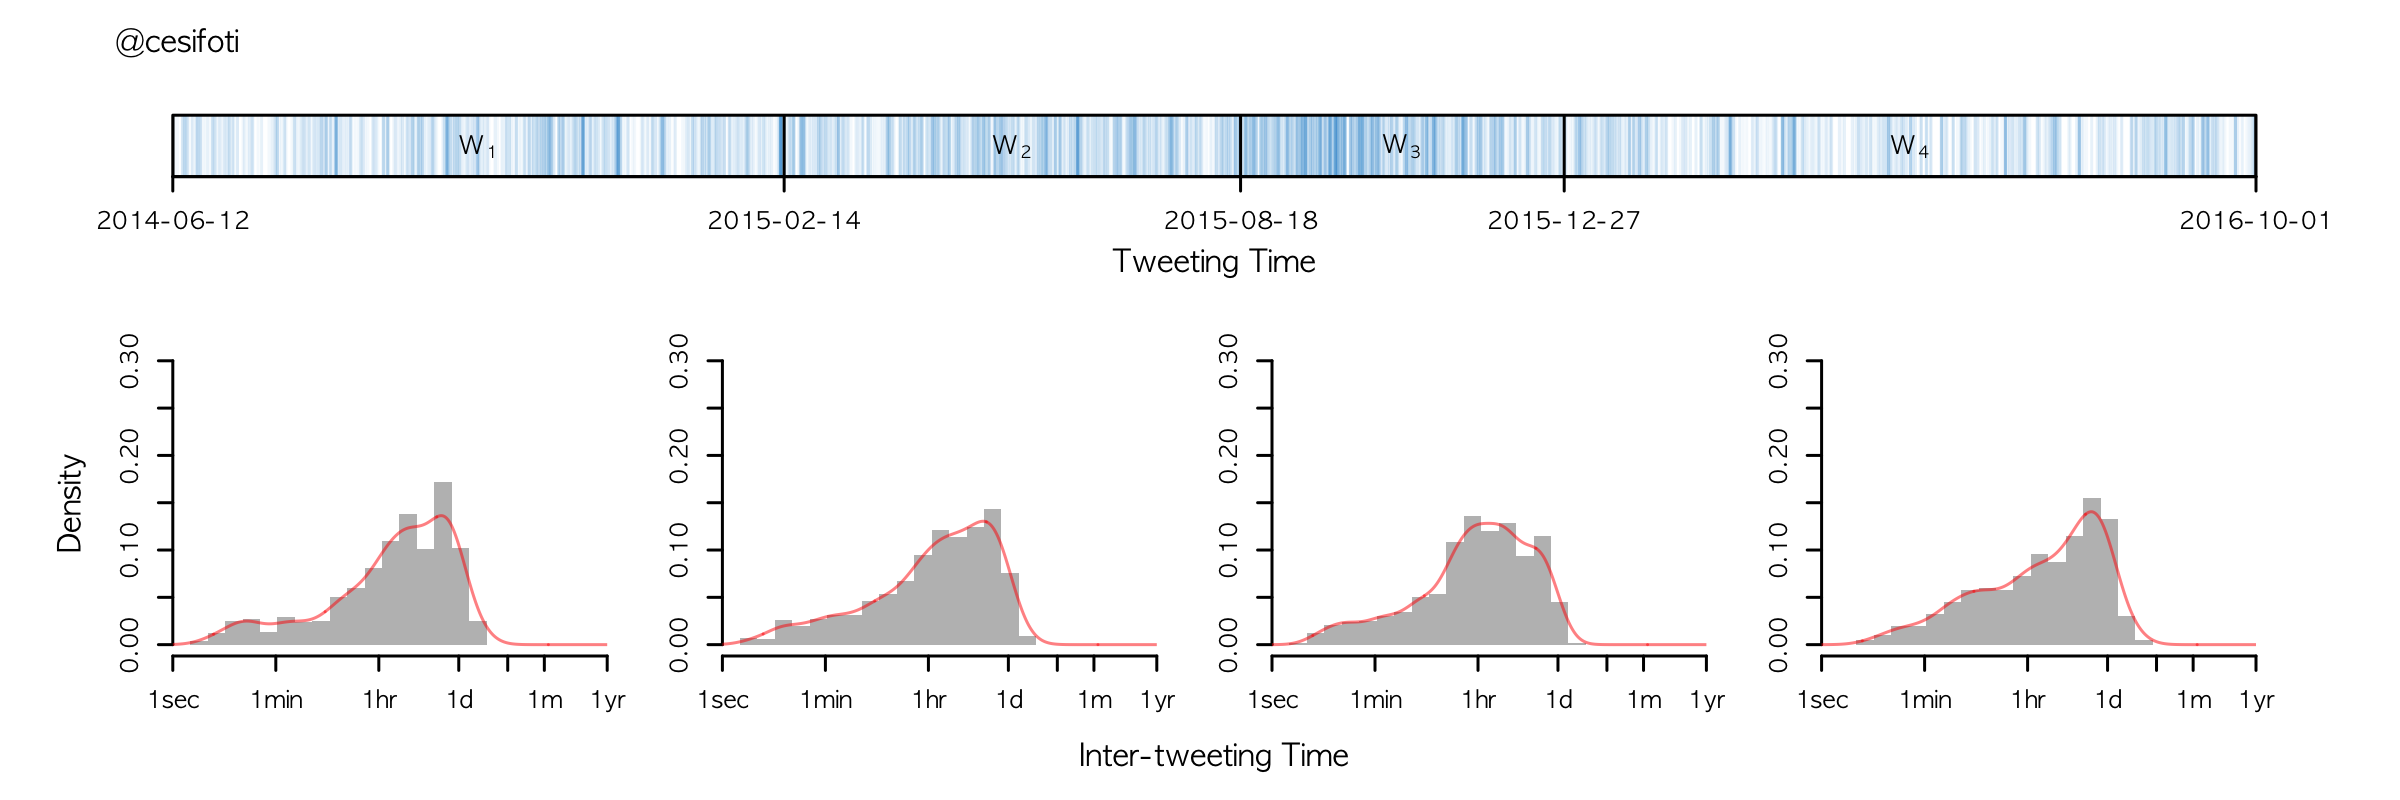 @cesifoti
W1 W2 W3 W4
2014-06-12 2015-02-14 2015-08-18 2015-12-27 2016-10-01
Tweeting Time
Density
0.30 0.30 0.30 0.30
0.20 0.20 0.20 0.20
0.10 0.10 0.10 0.10
0.00 0.00 0.00 0.00
1sec 1min 1hr 1d 1m 1yr 1sec 1min 1hr 1d 1m 1yr 1sec 1min 1hr 1d 1m 1yr 1sec 1min 1hr 1d 1m 1yr
Inter-tweeting Time